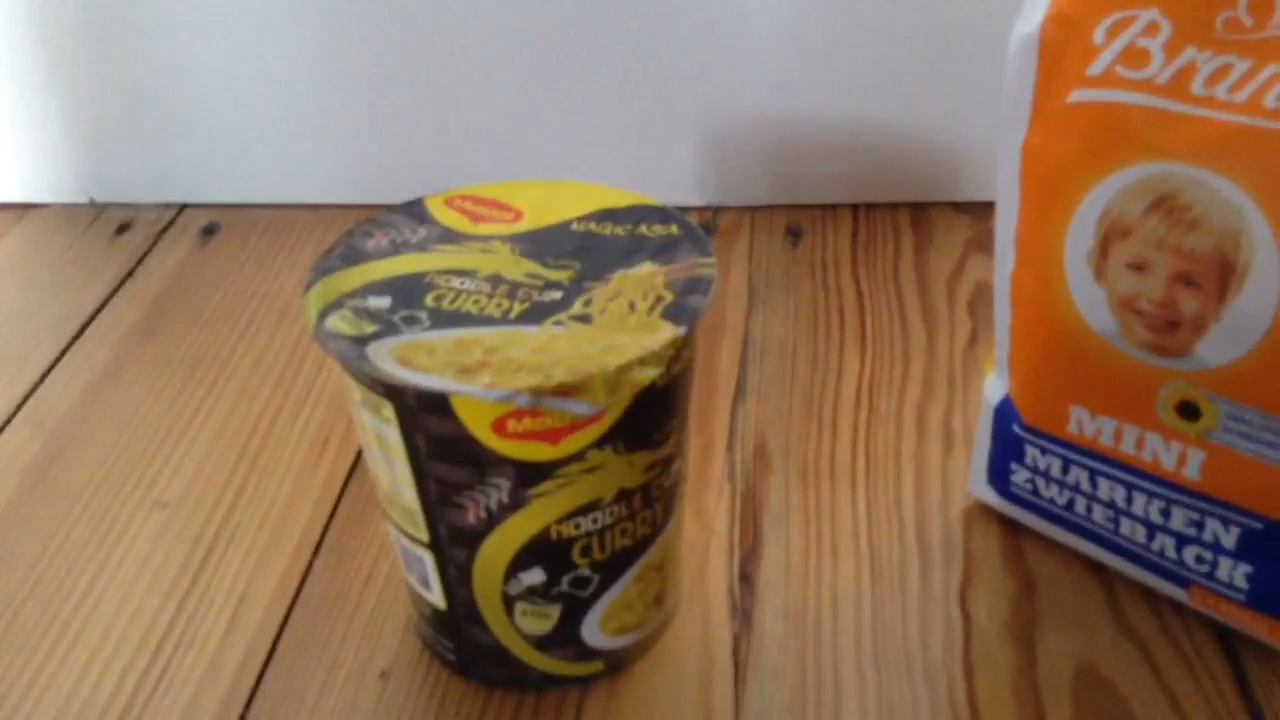 MAGGI
MAGIC ASIA
NOODLE CUP
CURRY
MAGGI
NOODLE CUP
CURRY
Bran
MINI
MARKEN
ZWIEBACK